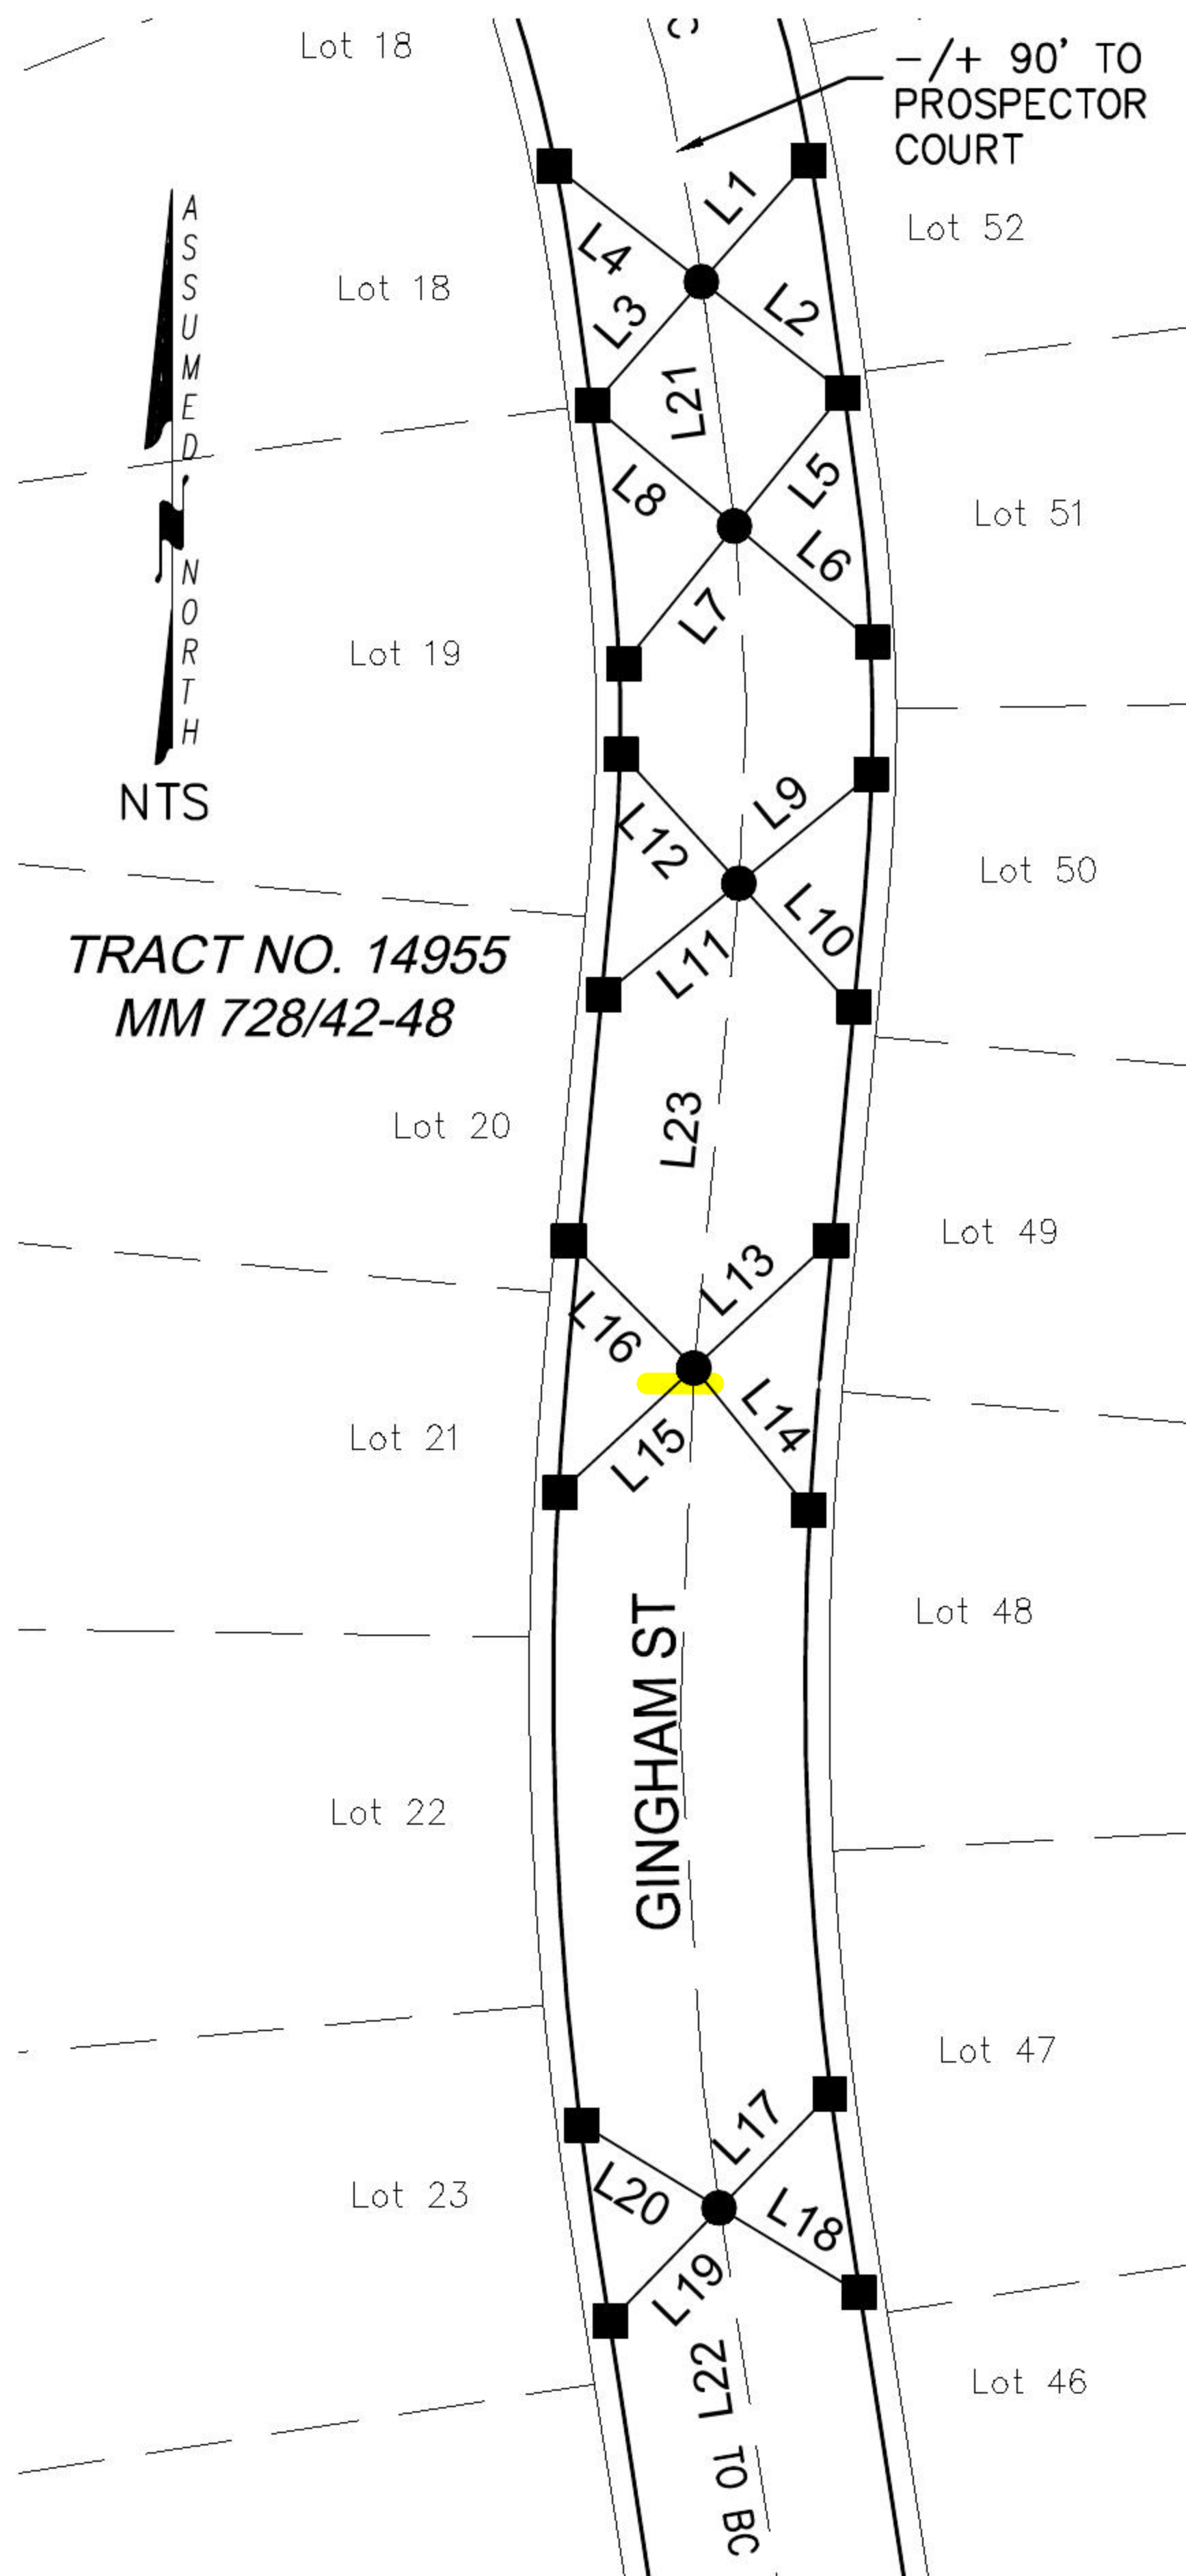 Lot 18
-/+ 90' TO
PROSPECTOR
COURT
L1
Lot 52
L4
Lot 18
L3
L2
ASSUMED NORTH
L21
L8
L5
Lot 51
L6
L7
Lot 19
NTS
L9
L12
Lot 50
L10
L11
TRACT NO. 14955
MM 728/42-48
L23
Lot 20
Lot 49
L13
L16
L14
Lot 21
L15
Lot 48
GINGHAM ST
Lot 22
Lot 47
L17
Lot 23
L20
L18
L19
L22 TO BC
Lot 46